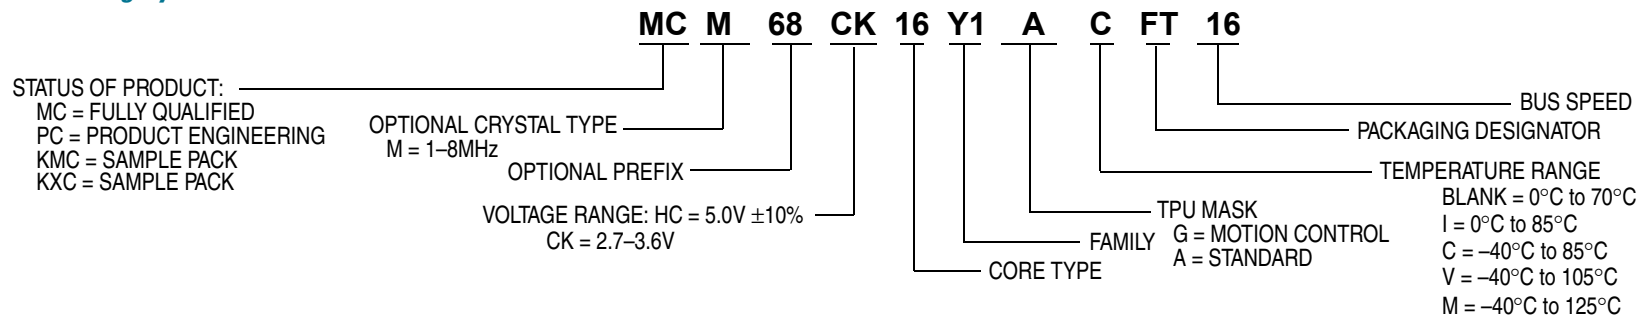 MC M 68 CK 16 Y1 A C FT 16
STATUS OF PRODUCT:
MC = FULLY QUALIFIED
PC = PRODUCT ENGINEERING
KMC = SAMPLE PACK
KXC = SAMPLE PACK
OPTIONAL CRYSTAL TYPE
M = 1–8MHz
OPTIONAL PREFIX
VOLTAGE RANGE: HC = 5.0V ±10%
CK = 2.7–3.6V
BUS SPEED
PACKAGING DESIGNATOR
TEMPERATURE RANGE
BLANK = 0°C to 70°C
I = 0°C to 85°C
C = –40°C to 85°C
V = –40°C to 105°C
M = –40°C to 125°C
TPU MASK
G = MOTION CONTROL
A = STANDARD
FAMILY
CORE TYPE